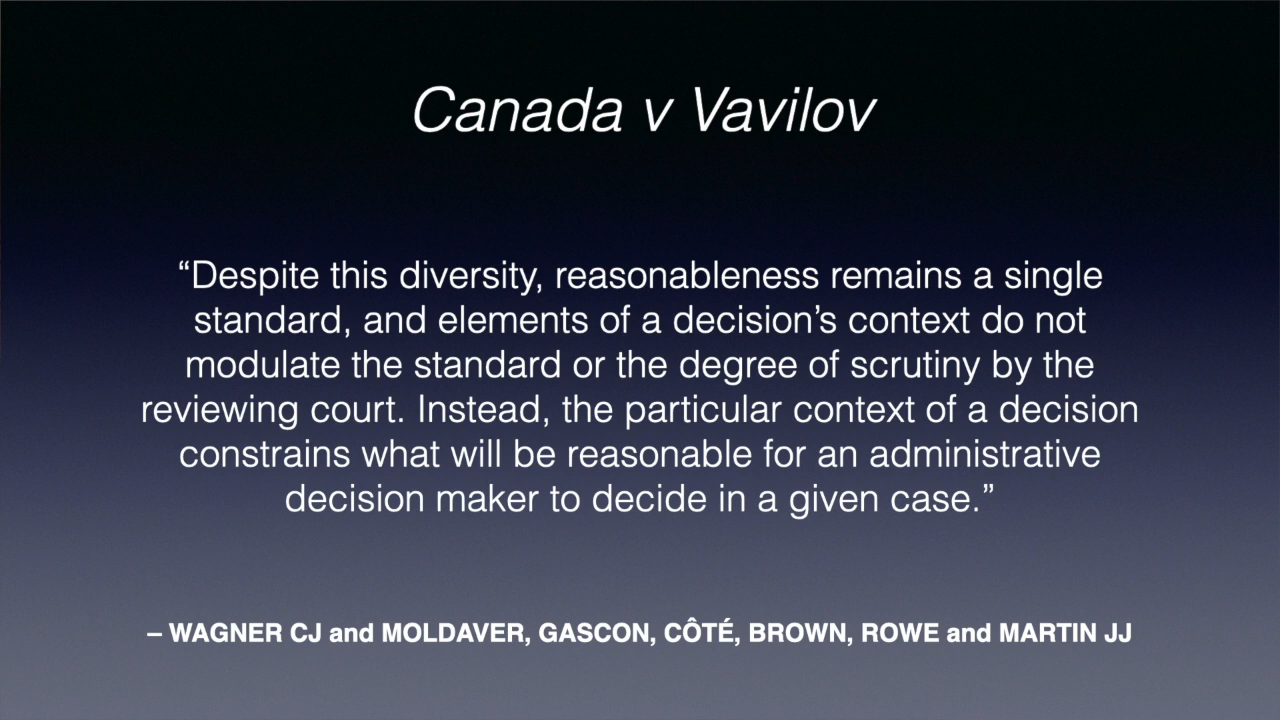 Canada v Vavilov
“Despite this diversity, reasonableness remains a single
standard, and elements of a decision’s context do not
modulate the standard or the degree of scrutiny by the
reviewing court. Instead, the particular context of a decision
constrains what will be reasonable for an administrative
decision maker to decide in a given case.”
– WAGNER CJ and MOLDAVER, GASCON, CÔTÉ, BROWN, ROWE and MARTIN JJ